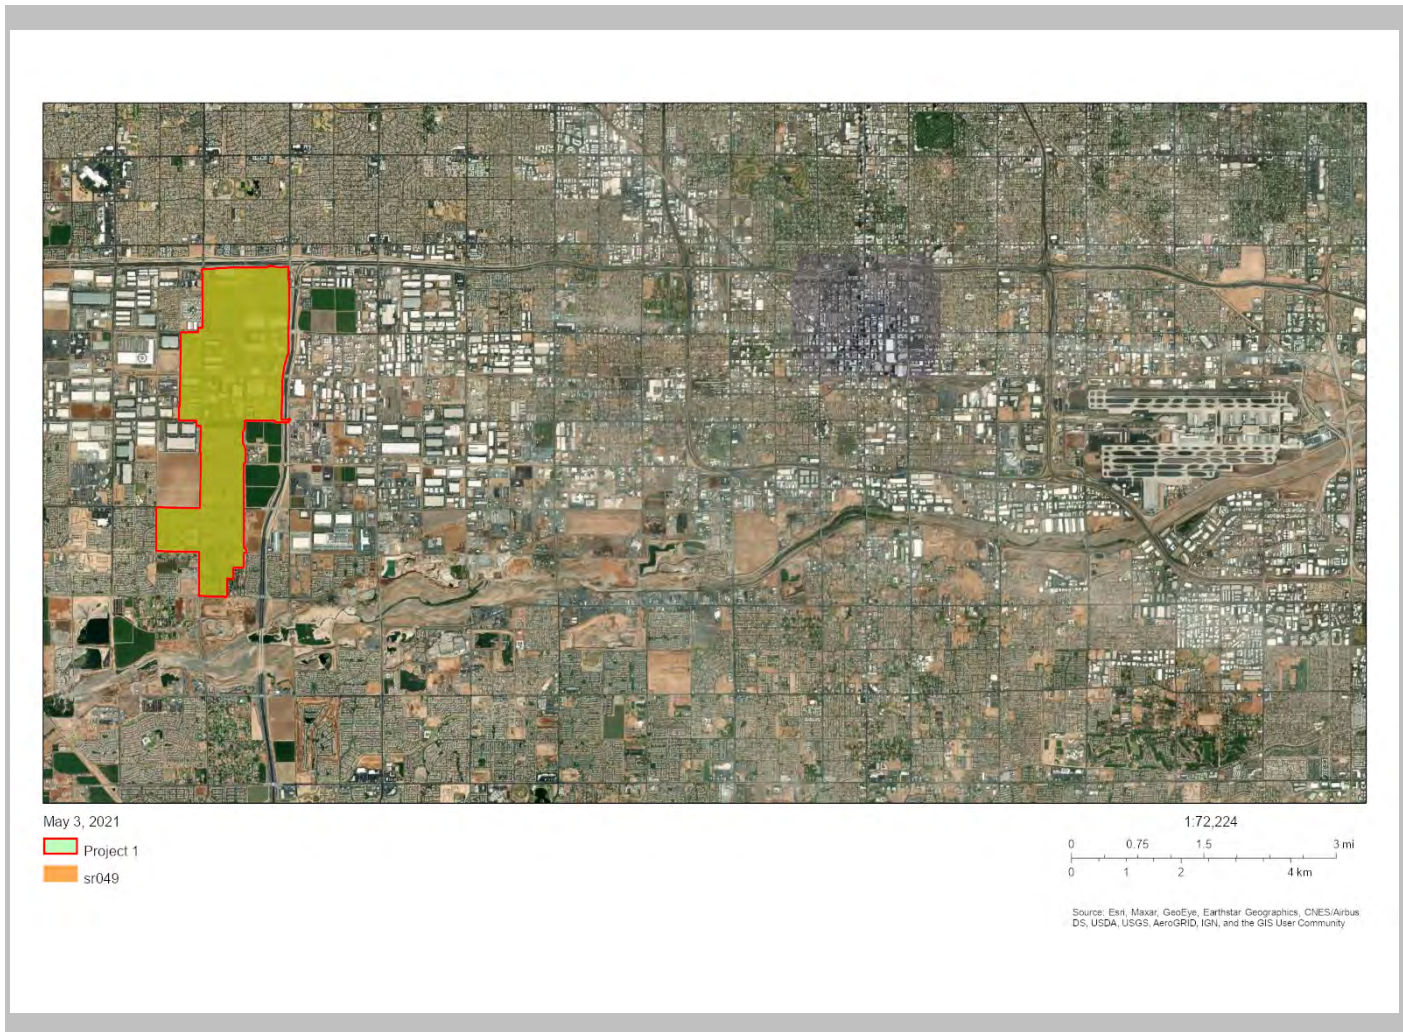 May 3, 2021
Project 1
sr049
1:72,224
0 0.75 1.5 3 mi
0 1 2 4 km
Source: Esri, Maxar, GeoEye, Earthstar Geographics, CNES/Airbus
DS, USDA, USGS, AeroGRID, IGN, and the GIS User Community